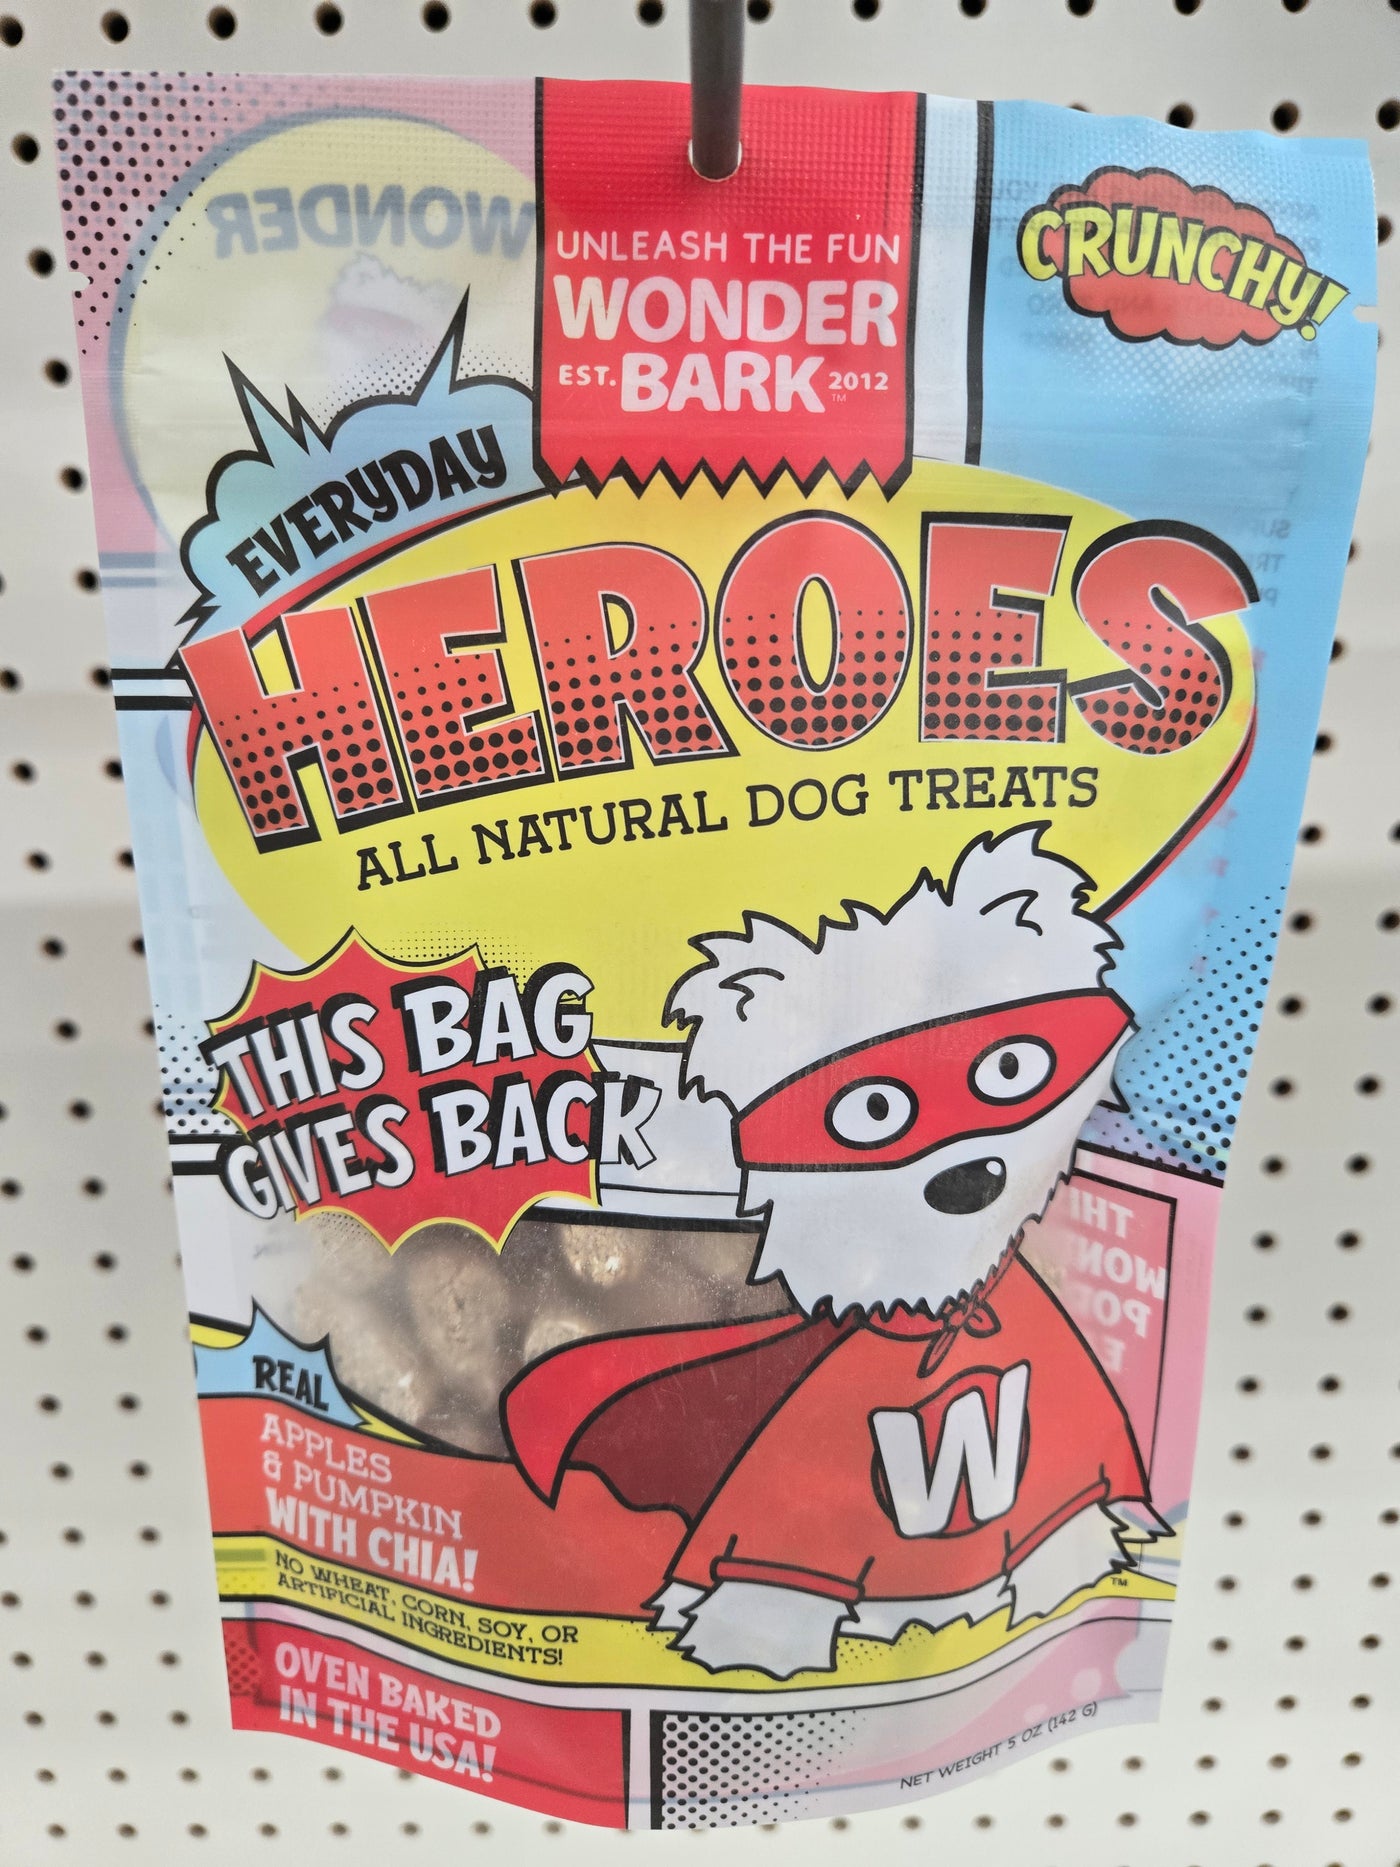 WONDER
UNLEASH THE FUN
WONDER
EST. BARK 2012
TM
CRUNCHY!
EVERYDAY
HEROES
ALL NATURAL DOG TREATS
THIS BAG
GIVES BACK
REAL
APPLES
& PUMPKIN
WITH CHIA!
NO WHEAT, CORN, SOY, OR
ARTIFICIAL INGREDIENTS!
W
TM
OVEN BAKED
IN THE USA!
NET WEIGHT 5 OZ (142 G)